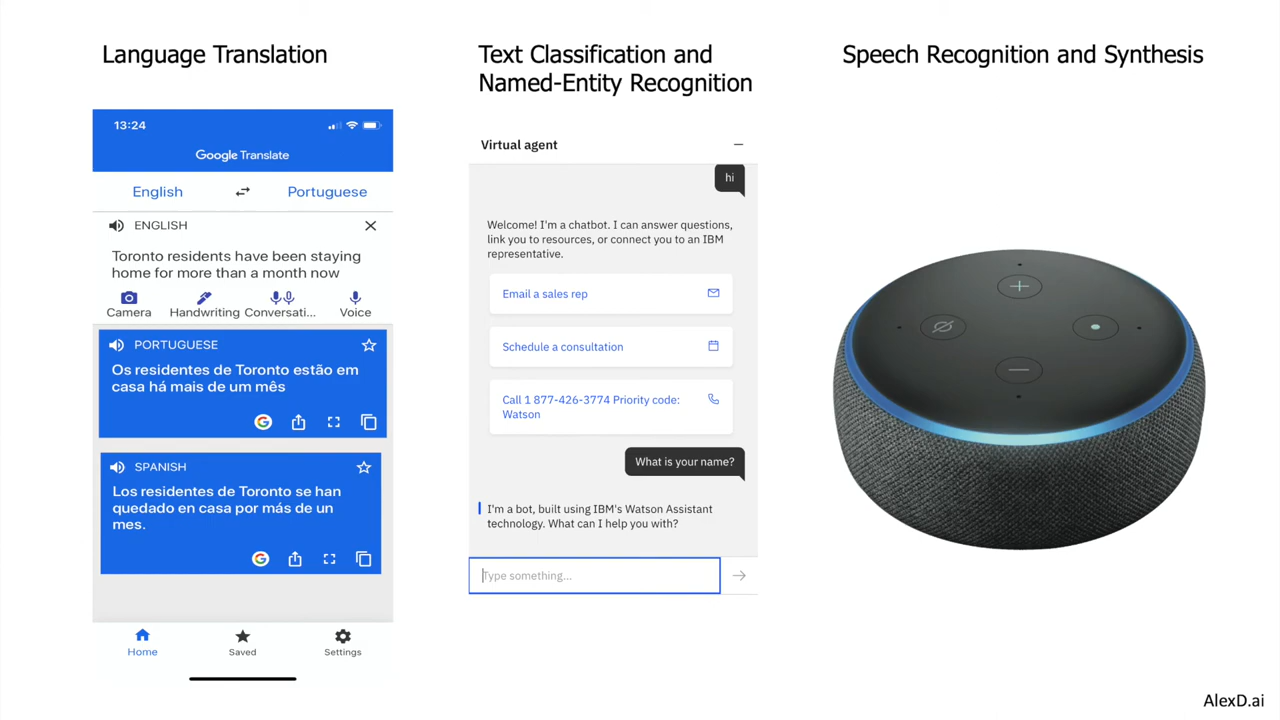 Language Translation
13:24
Google Translate
English
Portuguese
ENGLISH
Toronto residents have been staying
home for more than a month now
Camera
Handwriting
Conversati...
Voice
PORTUGUESE
Os residentes de Toronto estão em
casa há mais de um mês
G
SPANISH
Los residentes de Toronto se han
quedado en casa por más de un
mes.
G
Home
Saved
Settings
Text Classification and
Named-Entity Recognition
Virtual agent
hi
Welcome! I'm a chatbot. I can answer questions,
link you to resources, or connect you to an IBM
representative.
Email a sales rep
Schedule a consultation
Call 1 877-426-3774 Priority code:
Watson
What is your name?
I'm a bot, built using IBM's Watson Assistant
technology. What can I help you with?
Type something...
Speech Recognition and Synthesis
AlexD.ai